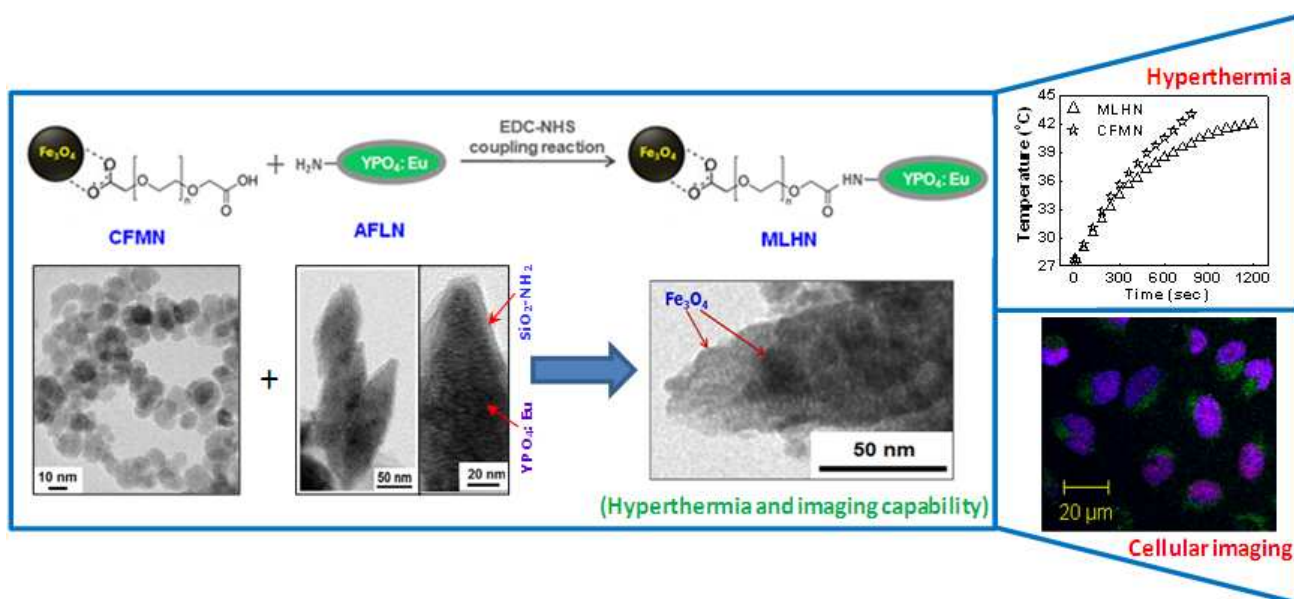 EDC-NHS
coupling reaction
Fe₃O₄
O
O
O
O
n
OH
O
+
H₂N
YPO₄: Eu
Fe₃O₄
O
O
O
O
n
O
HN
YPO₄: Eu
CFMN
AFLN
MLHN
10 nm
+
50 nm
20 nm
SiO₂-NH₂
YPO₄: Eu
Fe₃O₄
50 nm
(Hyperthermia and imaging capability)
Hyperthermia
Temperature (°C)
45
42
39
36
33
30
27
MLHN
CFMN
0 300 600 900 1200
Time (sec)
20 µm
Cellular imaging